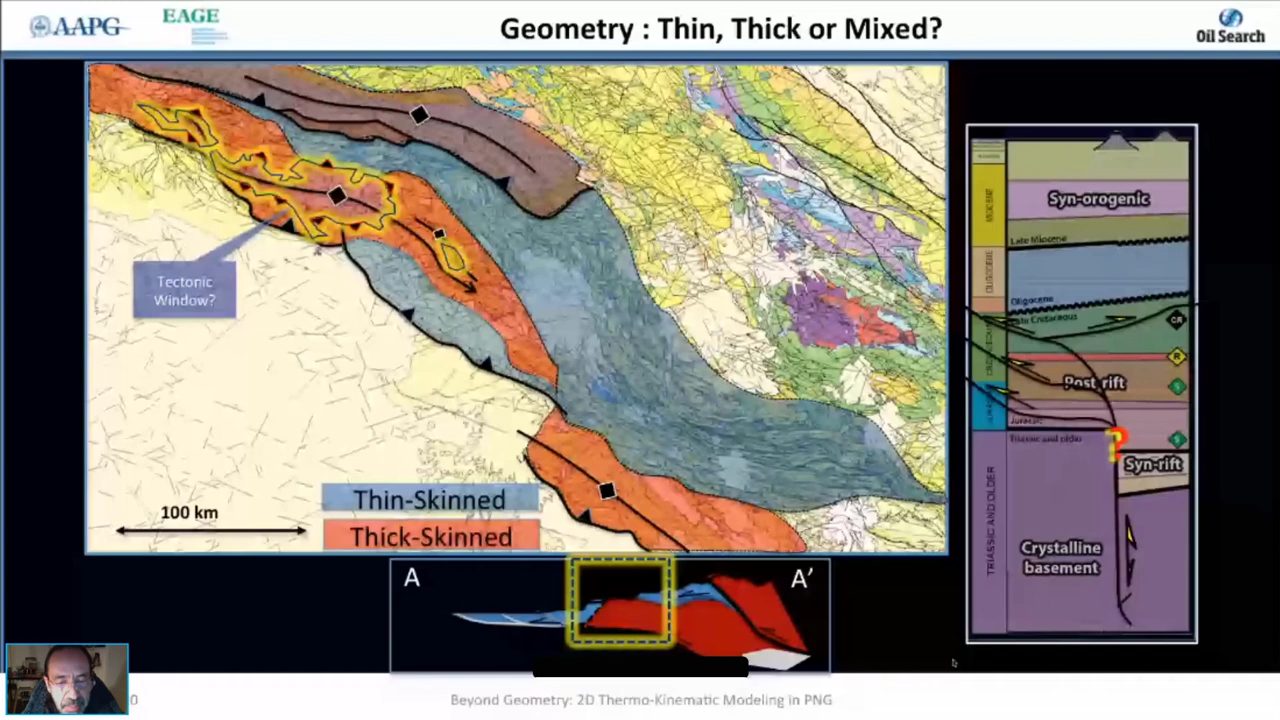 AAPG
EAGE
Geometry : Thin, Thick or Mixed?
Oil Search
Tectonic
Window?
Thin-Skinned
100 km
Thick-Skinned
A
A'
MIOCENE
Syn-orogenic
Late Miocene
OLIGOCENE
Oligocene
Late Cretaceous
CR
R
Post rift
S
Jurassic
Triassic and older
S
Syn-rift
TRIASSIC AND OLDER
Crystalline
basement
0
Beyond Geometry: 2D Thermo-Kinematic Modeling in PNG